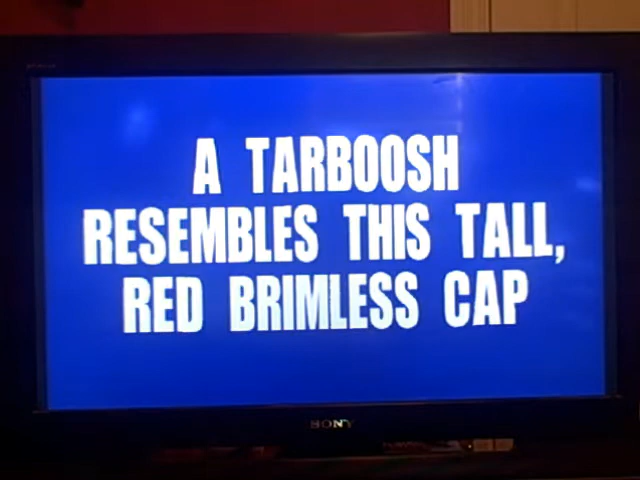 A TARBOOSH
RESEMBLES THIS TALL,
RED BRIMLESS CAP
SONY